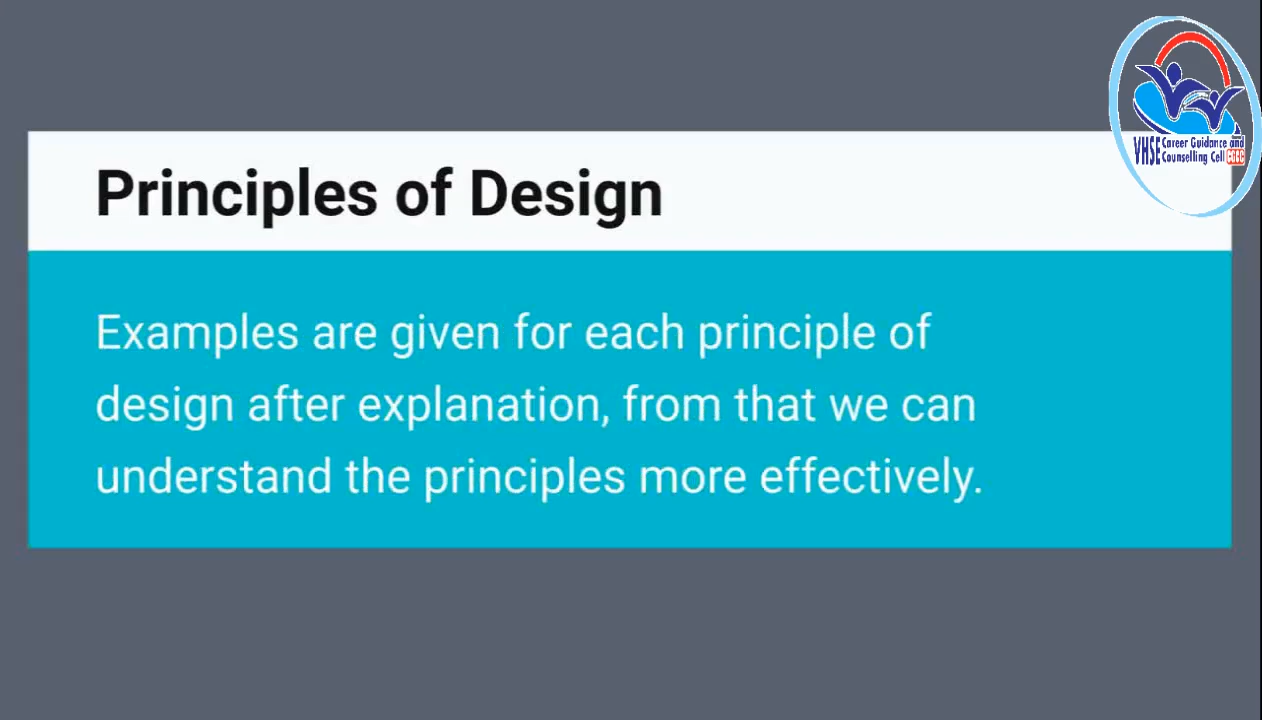 Principles of Design
Examples are given for each principle of
design after explanation, from that we can
understand the principles more effectively.
VHSE Career Guidance and
Counselling Cell CGCC